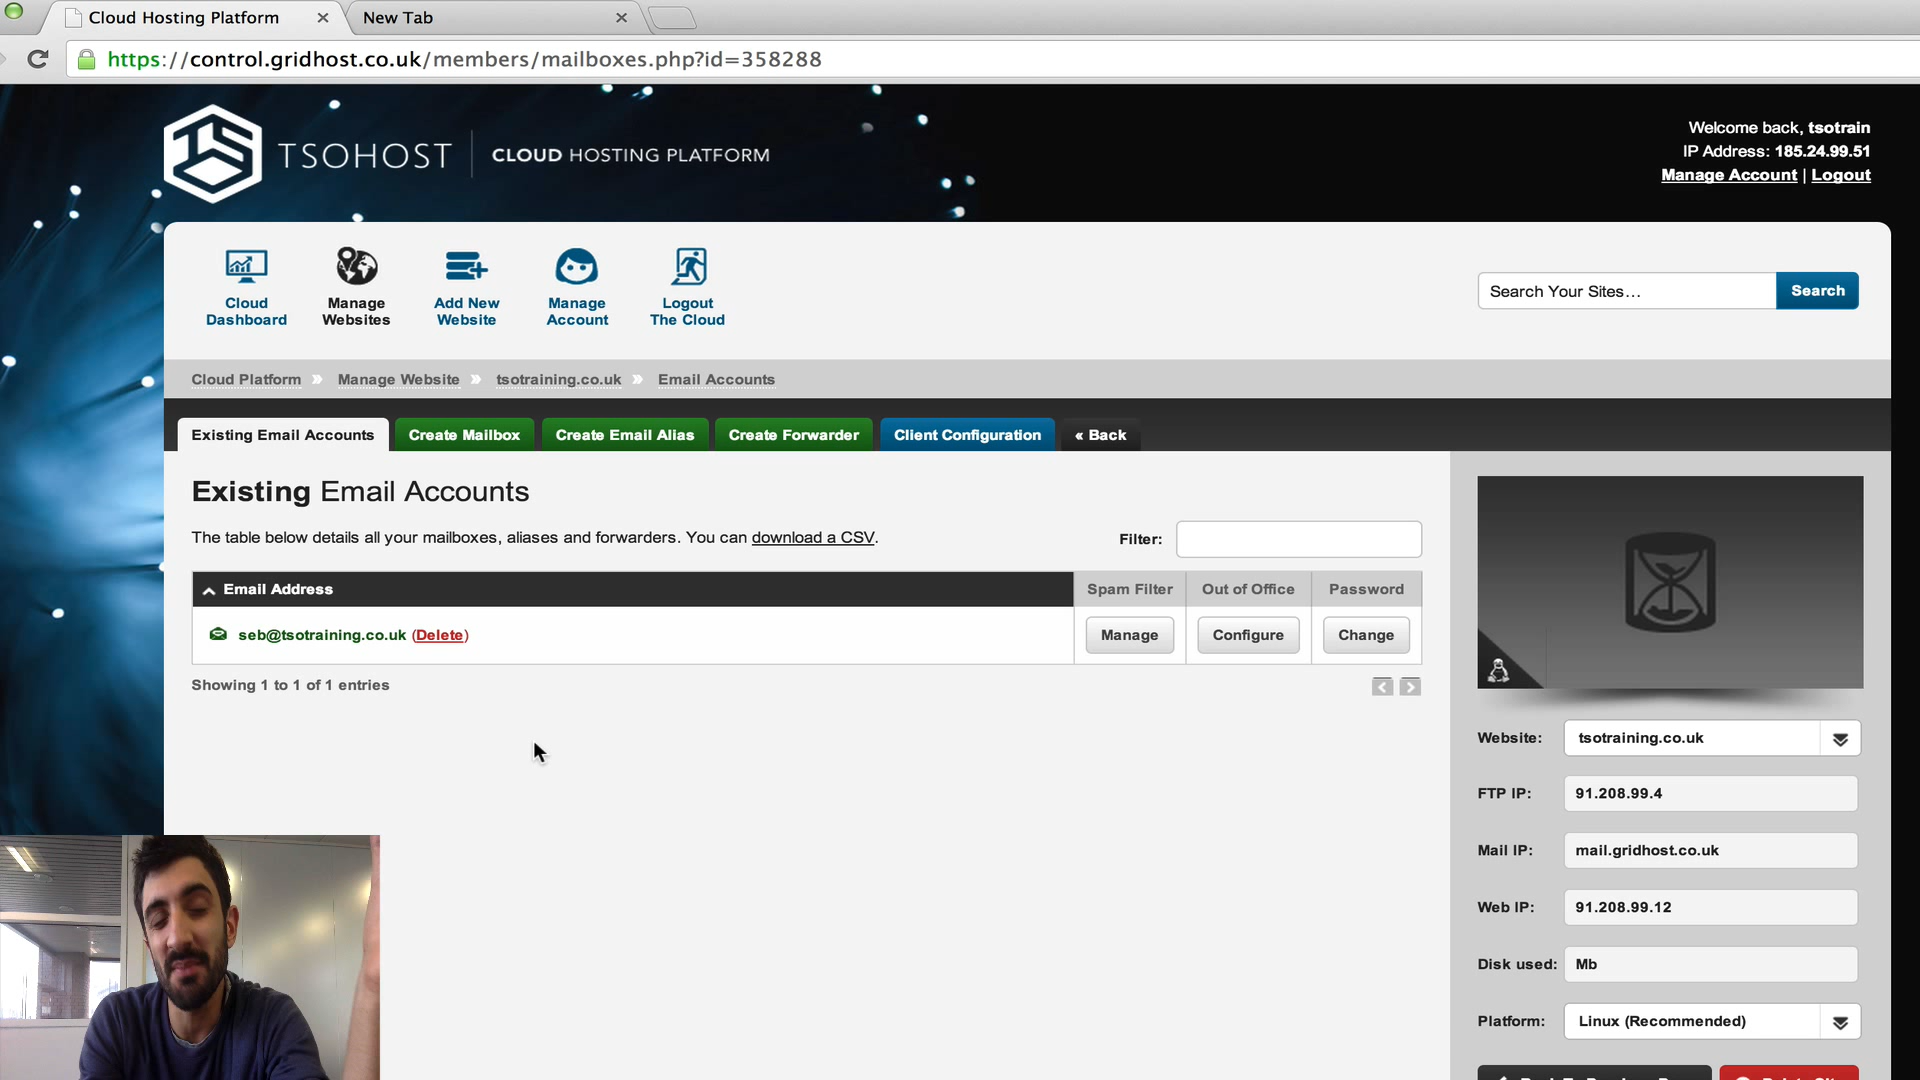 Cloud Hosting Platform
New Tab
https://control.gridhost.co.uk/members/mailboxes.php?id=358288
TSOHOST
CLOUD HOSTING PLATFORM
Welcome back, tsotrain
IP Address: 185.24.99.51
Manage Account | Logout
Cloud
Dashboard
Manage
Websites
Add New
Website
Manage
Account
Logout
The Cloud
Search Your Sites...
Search
Cloud Platform » Manage Website » tsotraining.co.uk » Email Accounts
Existing Email Accounts
Create Mailbox
Create Email Alias
Create Forwarder
Client Configuration
« Back
Existing Email Accounts
The table below details all your mailboxes, aliases and forwarders. You can download a CSV.
Filter:
Email Address
Spam Filter
Out of Office
Password
seb@tsotraining.co.uk (Delete)
Manage
Configure
Change
Showing 1 to 1 of 1 entries
Website: tsotraining.co.uk
FTP IP: 91.208.99.4
Mail IP: mail.gridhost.co.uk
Web IP: 91.208.99.12
Disk used: Mb
Platform: Linux (Recommended)